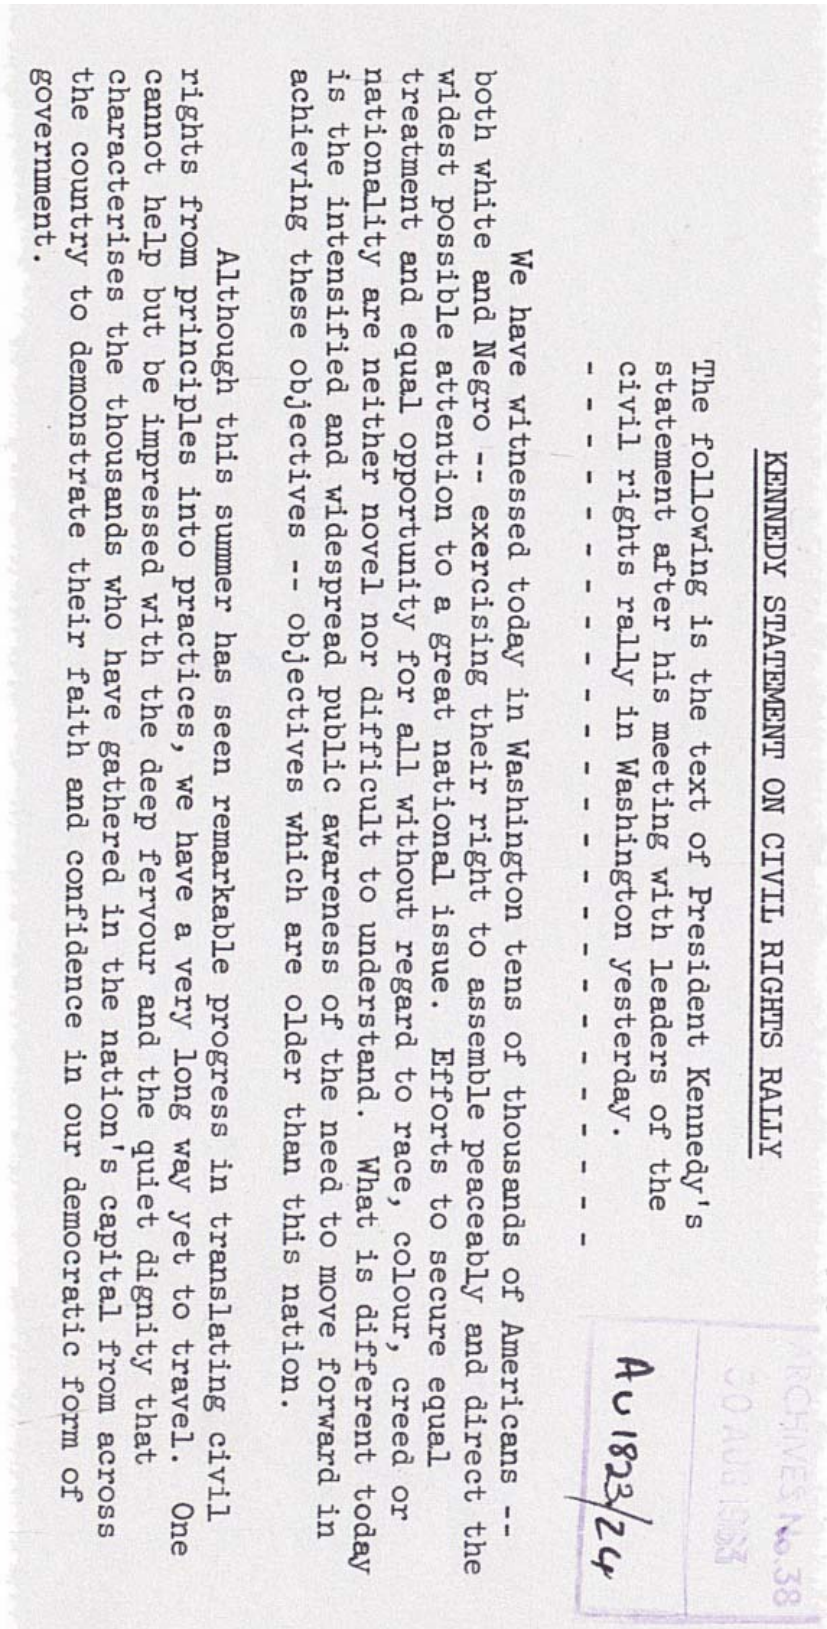 KENNEDY STATEMENT ON CIVIL RIGHTS RALLY
The following is the text of President Kennedy's
statement after his meeting with leaders of the
civil rights rally in Washington yesterday.
- - - - - - - - - - - - - - - - - - - - - - - -
We have witnessed today in Washington tens of thousands of Americans --
both white and Negro -- exercising their right to assemble peaceably and direct the
widest possible attention to a great national issue. Efforts to secure equal
treatment and equal opportunity for all without regard to race, colour, creed or
nationality are neither novel nor difficult to understand. What is different today
is the intensified and widespread public awareness of the need to move forward in
achieving these objectives -- objectives which are older than this nation.
Although this summer has seen remarkable progress in translating civil
rights from principles into practices, we have a very long way yet to travel. One
cannot help but be impressed with the deep fervour and the quiet dignity that
characterises the thousands who have gathered in the nation's capital from across
the country to demonstrate their faith and confidence in our democratic form of
government.
ARCHIVES No.38
30 AUG 1963
AU 1823/24